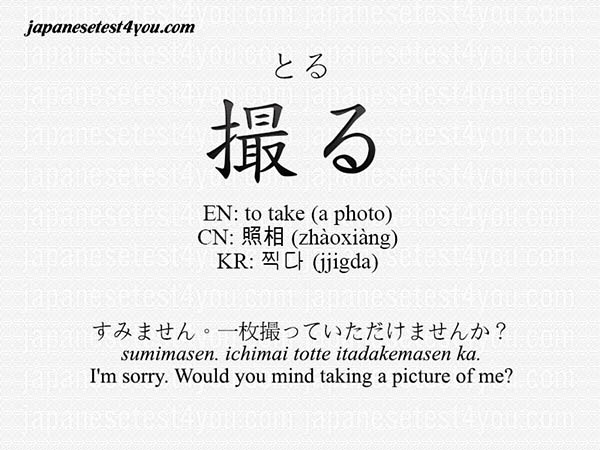 japanesetest4you.com
とる
撮る
EN: to take (a photo)
CN: 照相 (zhàoxiàng)
KR: 찍다 (jjigda)
すみません。一枚撮っていただけませんか？
sumimasen. ichimai totte itadakemasen ka.
I'm sorry. Would you mind taking a picture of me?